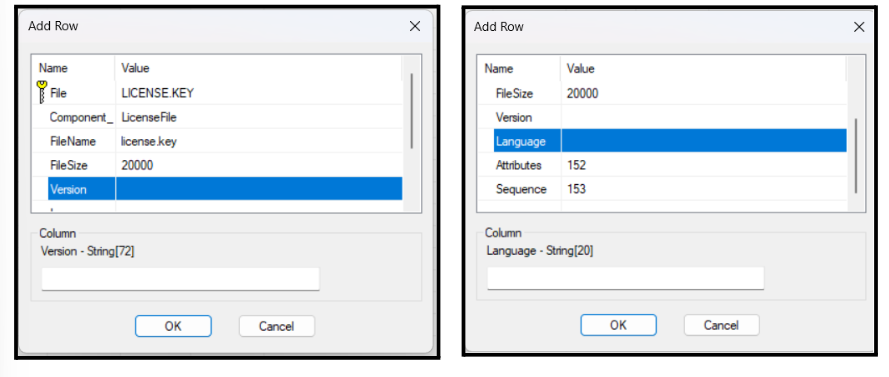 Add Row
Name Value
File LICENSE.KEY
Component_ LicenseFile
FileName license.key
FileSize 20000
Version
Column
Version - String[72]
OK Cancel
Add Row
Name Value
FileSize 20000
Version
Language
Attributes 152
Sequence 153
Column
Language - String[20]
OK Cancel